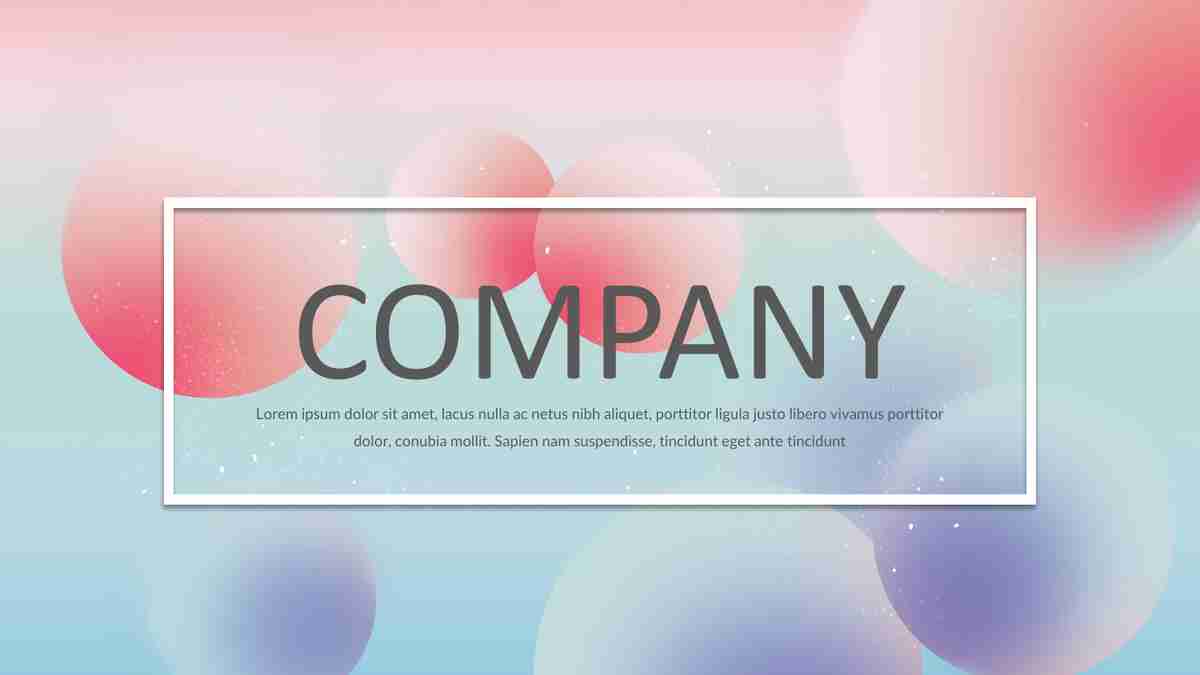 COMPANY
Lorem ipsum dolor sit amet, lacus nulla ac netus nibh aliquet, porttitor ligula justo libero vivamus porttitor
dolor, conubia mollit. Sapien nam suspendisse, tincidunt eget ante tincidunt